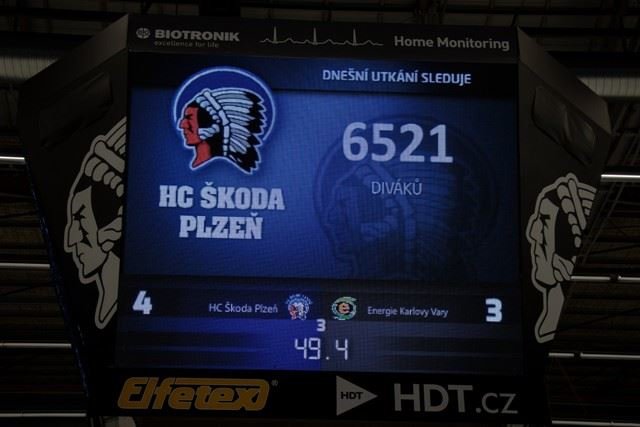 BIOTRONIK
excellence for life
Home Monitoring
DNEŠNÍ UTKÁNÍ SLEDUJE
6521
DIVÁKŮ
HC ŠKODA
PLZEŇ
4 HC Škoda Plzeň Energie Karlovy Vary 3
3
49.4
Elfetex® HDT HDT.cz